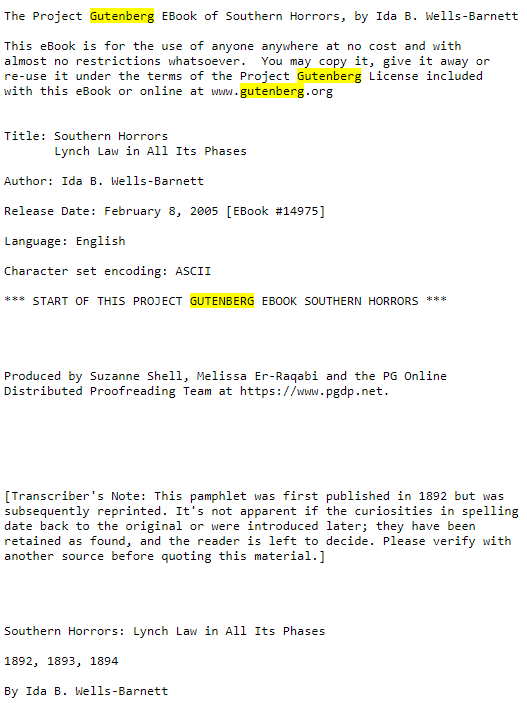 The Project Gutenberg EBook of Southern Horrors, by Ida B. Wells-Barnett
This eBook is for the use of anyone anywhere at no cost and with
almost no restrictions whatsoever.  You may copy it, give it away or
re-use it under the terms of the Project Gutenberg License included
with this eBook or online at www.gutenberg.org
Title: Southern Horrors
Lynch Law in All Its Phases
Author: Ida B. Wells-Barnett
Release Date: February 8, 2005 [EBook #14975]
Language: English
Character set encoding: ASCII
*** START OF THIS PROJECT GUTENBERG EBOOK SOUTHERN HORRORS ***
Produced by Suzanne Shell, Melissa Er-Raqabi and the PG Online
Distributed Proofreading Team at https://www.pgdp.net.
[Transcriber's Note: This pamphlet was first published in 1892 but was
subsequently reprinted. It's not apparent if the curiosities in spelling
date back to the original or were introduced later; they have been
retained as found, and the reader is left to decide. Please verify with
another source before quoting this material.]
Southern Horrors: Lynch Law in All Its Phases
1892, 1893, 1894
By Ida B. Wells-Barnett